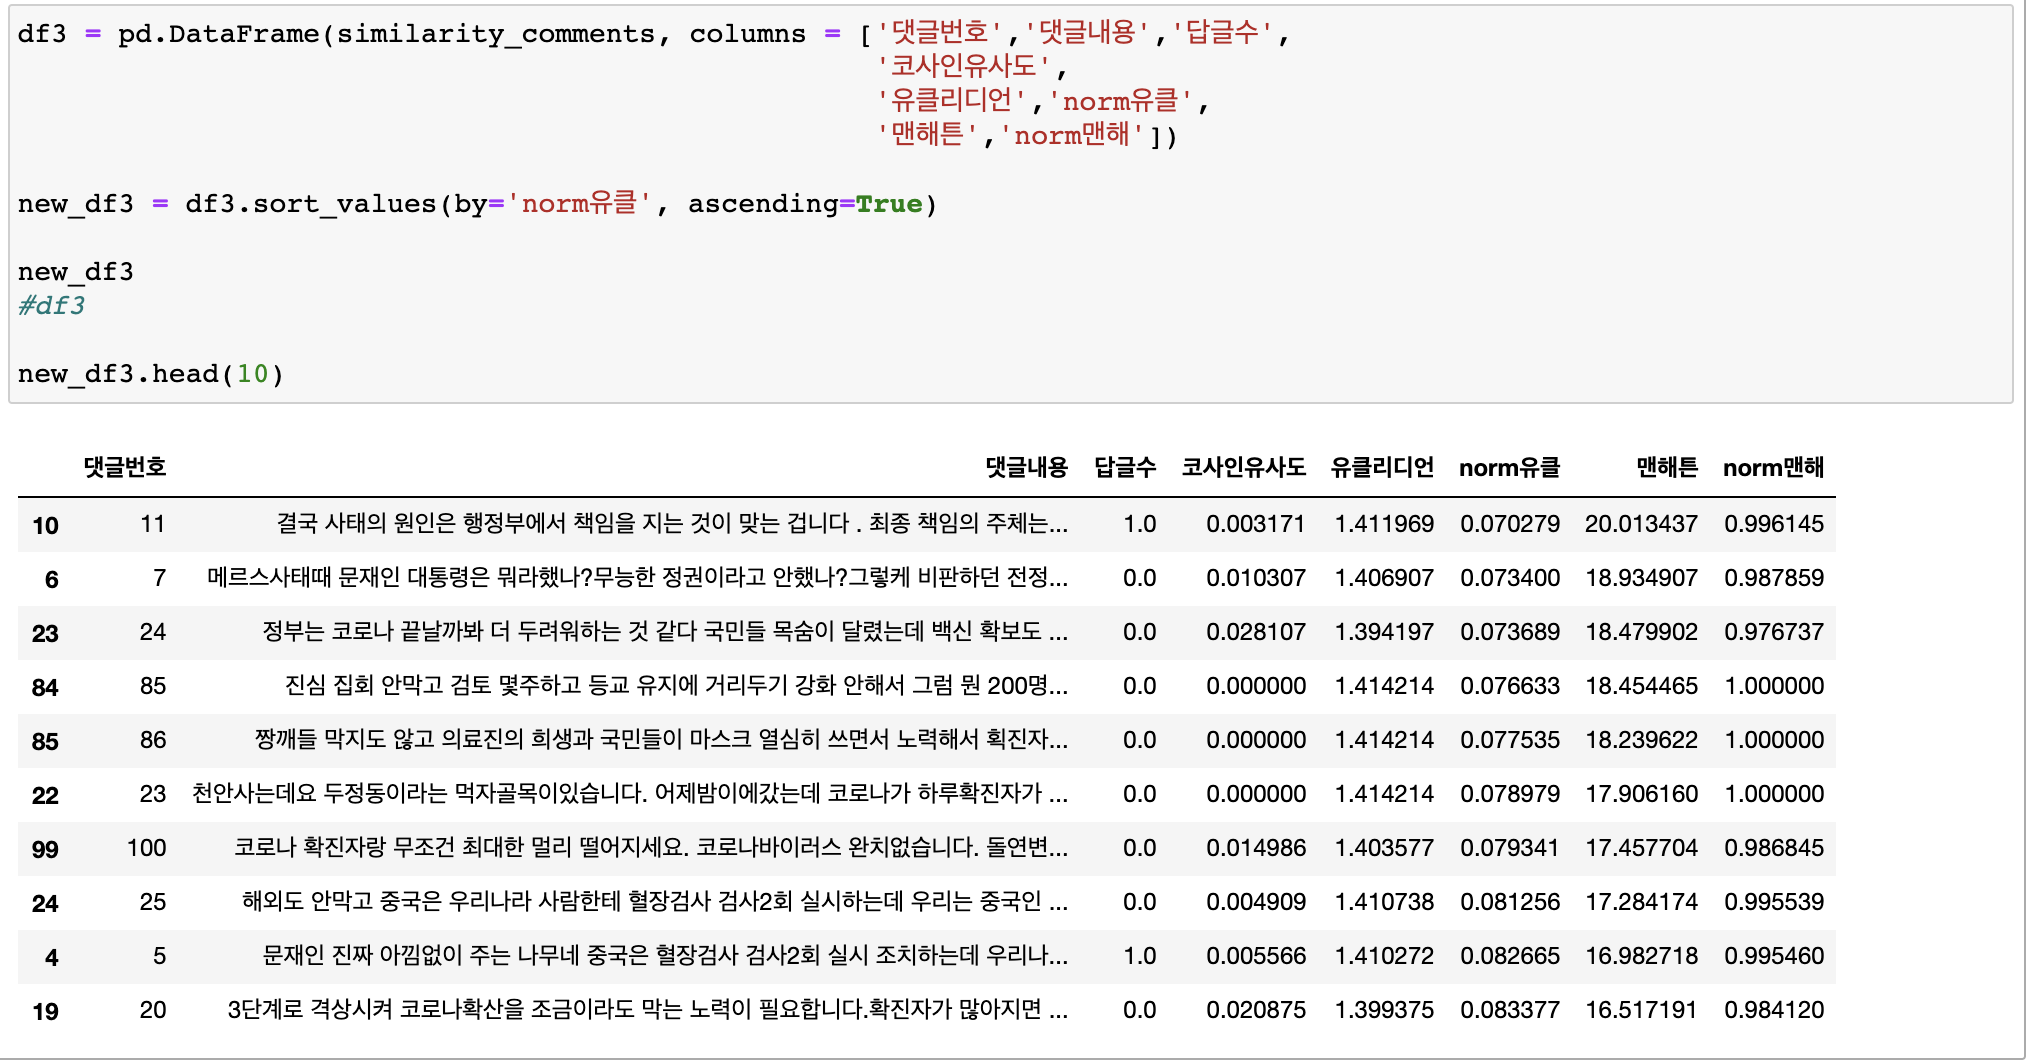 df3 = pd.DataFrame(similarity_comments, columns = ['댓글번호','댓글내용','답글수',
'코사인유사도',
'유클리디언','norm유클',
'맨해튼','norm맨해'])
new_df3 = df3.sort_values(by='norm유클', ascending=True)
new_df3
#df3
new_df3.head(10)
댓글번호 댓글내용 답글수 코사인유사도 유클리디언 norm유클 맨해튼 norm맨해
10 11 결국 사태의 원인은 행정부에서 책임을 지는 것이 맞는 겁니다 . 최종 책임의 주체는... 1.0 0.003171 1.411969 0.070279 20.013437 0.996145
6 7 메르스사태때 문재인 대통령은 뭐라했나?무능한 정권이라고 안했나?그렇케 비판하던 전정... 0.0 0.010307 1.406907 0.073400 18.934907 0.987859
23 24 정부는 코로나 끝날까봐 더 두려워하는 것 같다 국민들 목숨이 달렸는데 백신 확보도 ... 0.0 0.028107 1.394197 0.073689 18.479902 0.976737
84 85 진심 집회 안막고 검토 몇주하고 등교 유지에 거리두기 강화 안해서 그럼 뭔 200명... 0.0 0.000000 1.414214 0.076633 18.454465 1.000000
85 86 짱깨들 막지도 않고 의료진의 희생과 국민들이 마스크 열심히 쓰면서 노력해서 획진자... 0.0 0.000000 1.414214 0.077535 18.239622 1.000000
22 23 천안사는데요 두정동이라는 먹자골목이있습니다. 어제밤이에갔는데 코로나가 하루확진자가 ... 0.0 0.000000 1.414214 0.078979 17.906160 1.000000
99 100 코로나 확진자랑 무조건 최대한 멀리 떨어지세요. 코로나바이러스 완치없습니다. 돌연변... 0.0 0.014986 1.403577 0.079341 17.457704 0.986845
24 25 해외도 안막고 중국은 우리나라 사람한테 혈장검사 검사2회 실시하는데 우리는 중국인 ... 0.0 0.004909 1.410738 0.081256 17.284174 0.995539
4 5 문재인 진짜 아낌없이 주는 나무네 중국은 혈장검사 검사2회 실시 조치하는데 우리나... 1.0 0.005566 1.410272 0.082665 16.982718 0.995460
19 20 3단계로 격상시켜 코로나확산을 조금이라도 막는 노력이 필요합니다.확진자가 많아지면 ... 0.0 0.020875 1.399375 0.083377 16.517191 0.984120